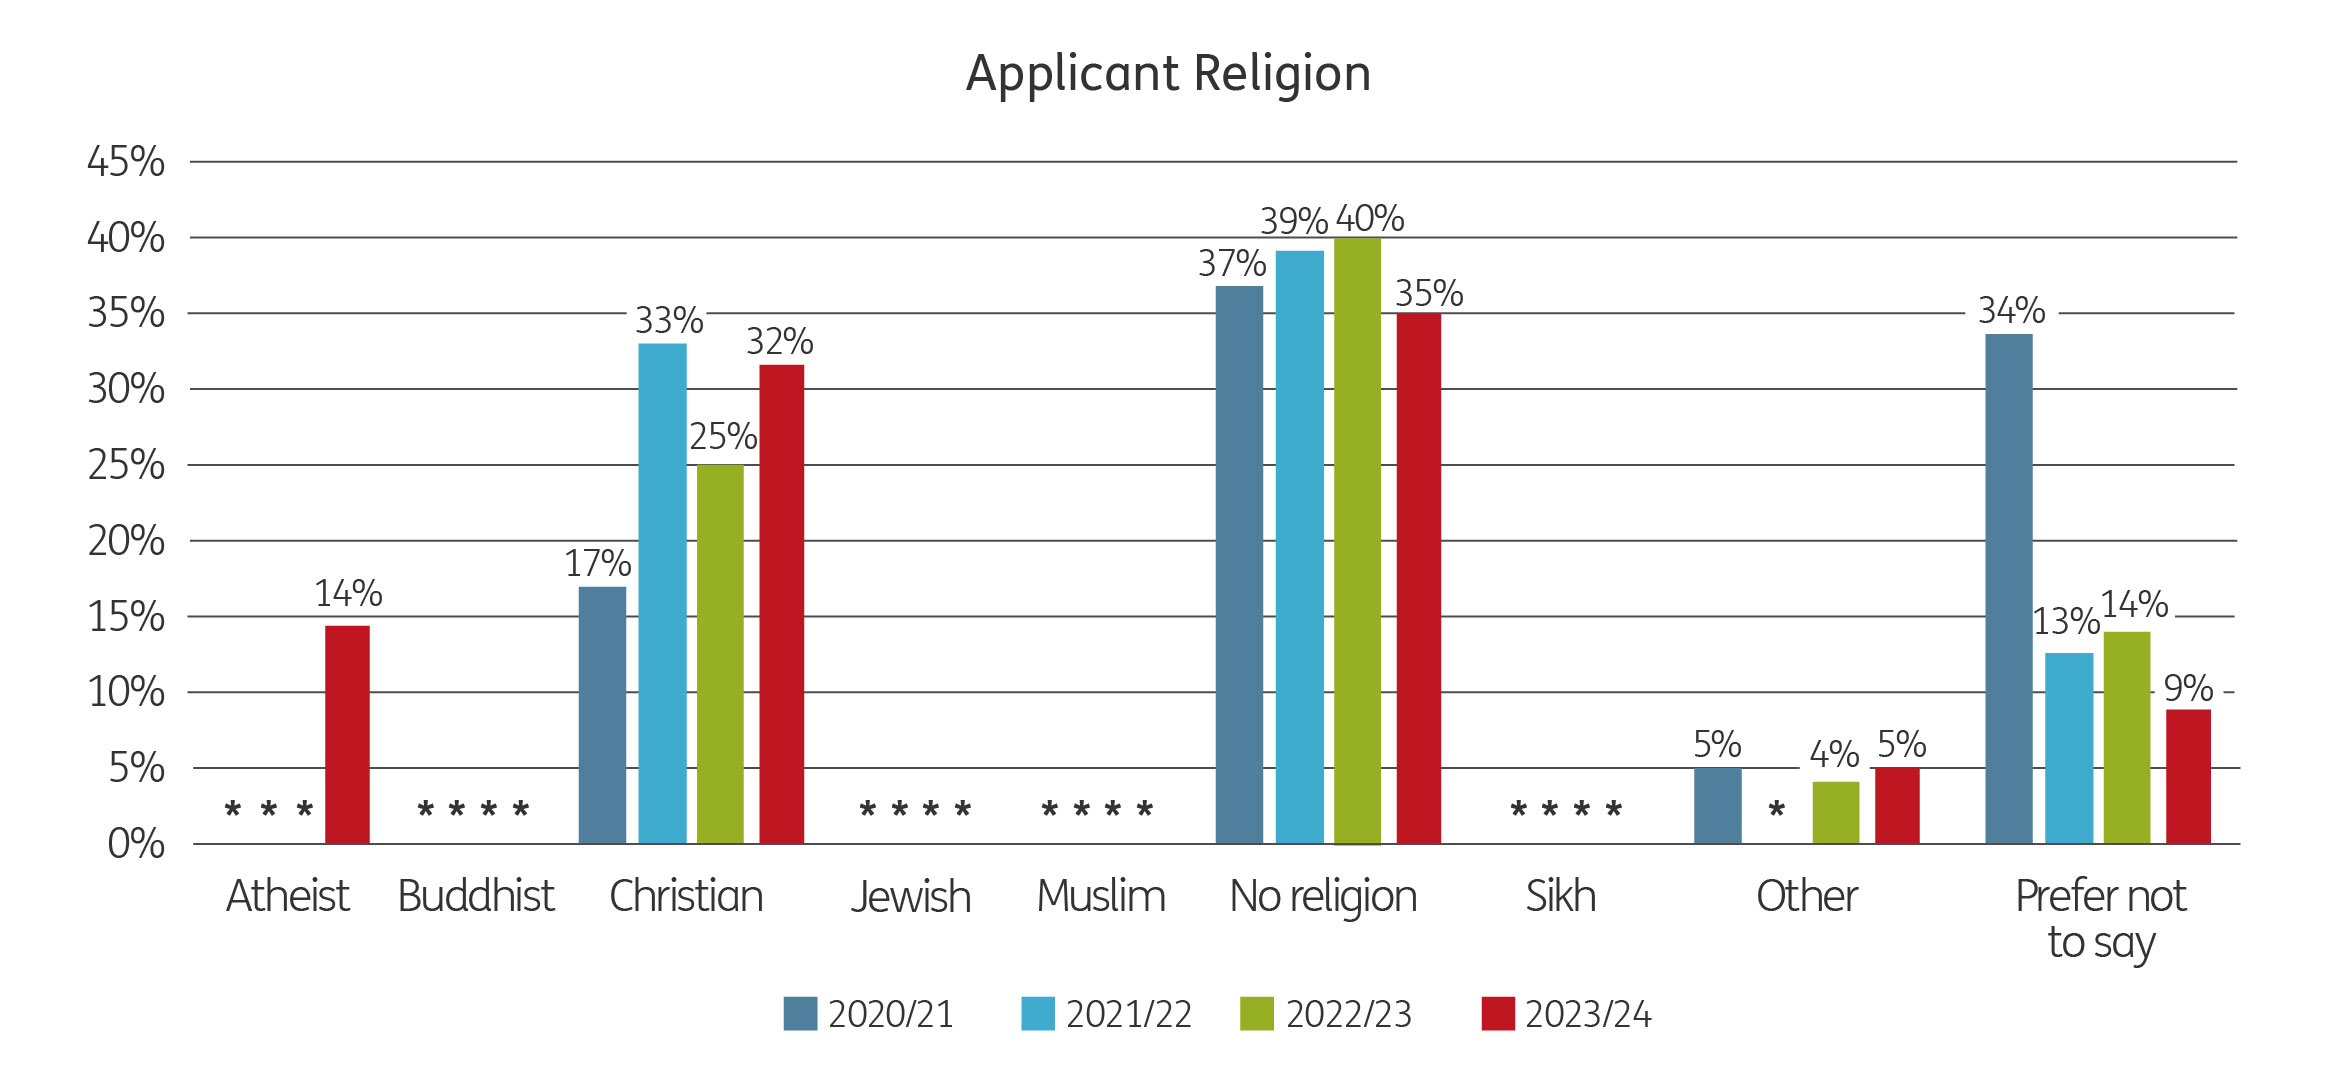 Applicant Religion
45%
40%
35%
30%
25%
20%
15%
10%
5%
0%
* * * 14%
* * * *
17% 33% 25% 32%
* * * *
* * * *
37% 39% 40% 35%
* * * *
5% * 4% 5%
34% 13% 14% 9%
Atheist
Buddhist
Christian
Jewish
Muslim
No religion
Sikh
Other
Prefer not
to say
2020/21
2021/22
2022/23
2023/24